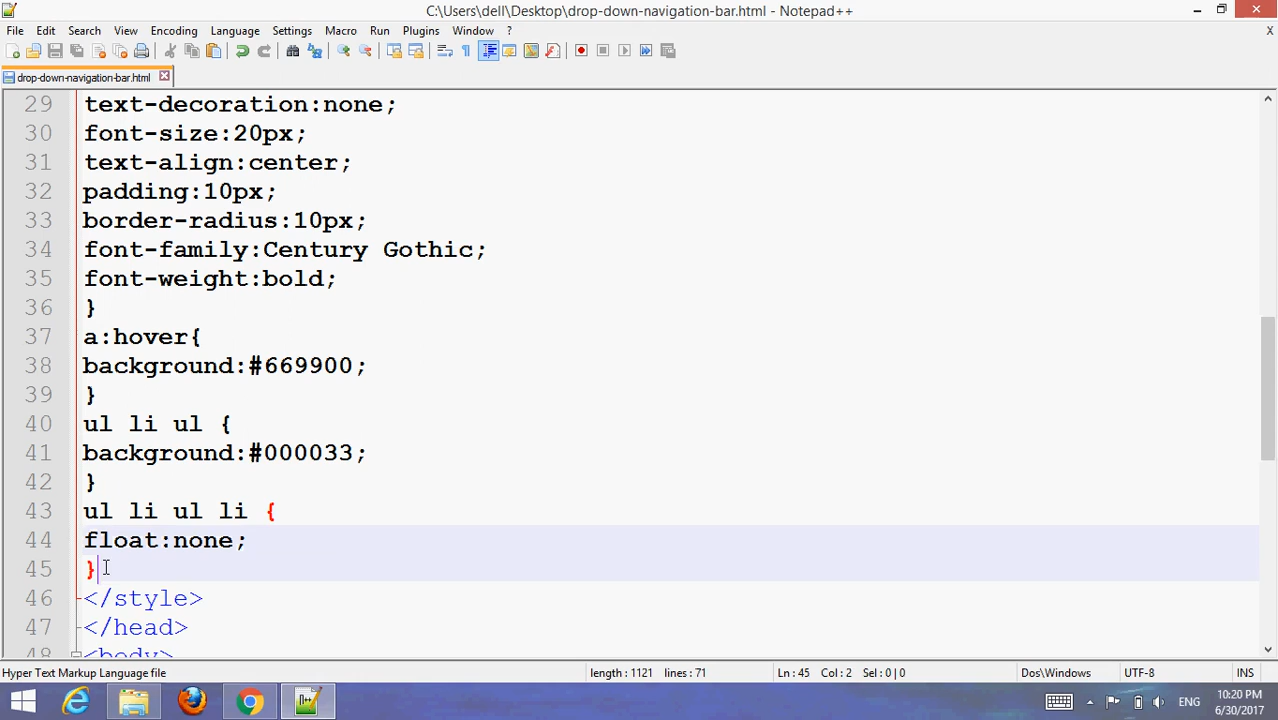 C:\Users\dell\Desktop\drop-down-navigation-bar.html - Notepad++
File Edit Search View Encoding Language Settings Macro Run Plugins Window ? X
drop-down-navigation-bar.html
29 text-decoration:none;
30 font-size:20px;
31 text-align:center;
32 padding:10px;
33 border-radius:10px;
34 font-family:Century Gothic;
35 font-weight:bold;
36 }
37 a:hover{
38 background:#669900;
39 }
40 ul li ul {
41 background:#000033;
42 }
43 ul li ul li {
44 float:none;
45 }
46 </style>
47 </head>
48 <body>
Hyper Text Markup Language file length : 1121 lines : 71 Ln : 45 Col : 2 Sel : 0 | 0 Dos\Windows UTF-8 INS
ENG 10:20 PM
6/30/2017